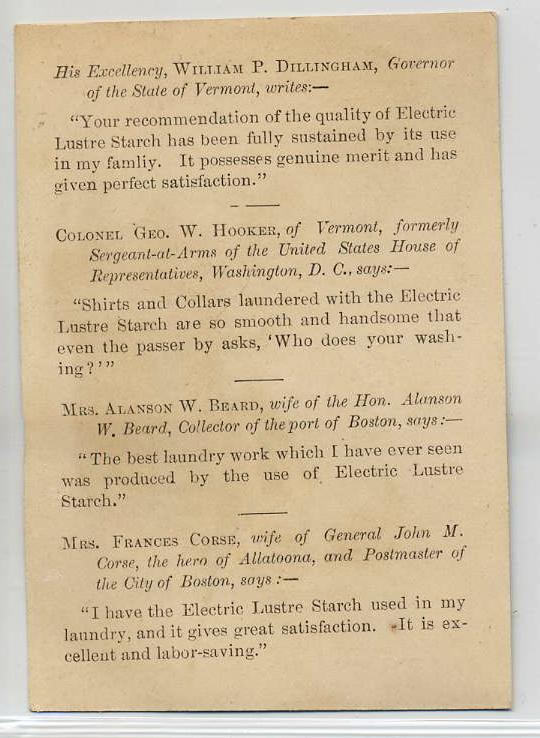 His Excellency, WILLIAM P. DILLINGHAM, Governor
of the State of Vermont, writes:—
"Your recommendation of the quality of Electric
Lustre Starch has been fully sustained by its use
in my famliy. It possesses genuine merit and has
given perfect satisfaction."
COLONEL GEO. W. HOOKER, of Vermont, formerly
Sergeant-at-Arms of the United States House of
Representatives, Washington, D. C., says:—
"Shirts and Collars laundered with the Electric
Lustre Starch are so smooth and handsome that
even the passer by asks, 'Who does your wash-
ing?'"
MRS. ALANSON W. BEARD, wife of the Hon. Alanson
W. Beard, Collector of the port of Boston, says:—
"The best laundry work which I have ever seen
was produced by the use of Electric Lustre
Starch."
MRS. FRANCES CORSE, wife of General John M.
Corse, the hero of Allatoona, and Postmaster of
the City of Boston, says:—
"I have the Electric Lustre Starch used in my
laundry, and it gives great satisfaction. It is ex-
cellent and labor-saving."